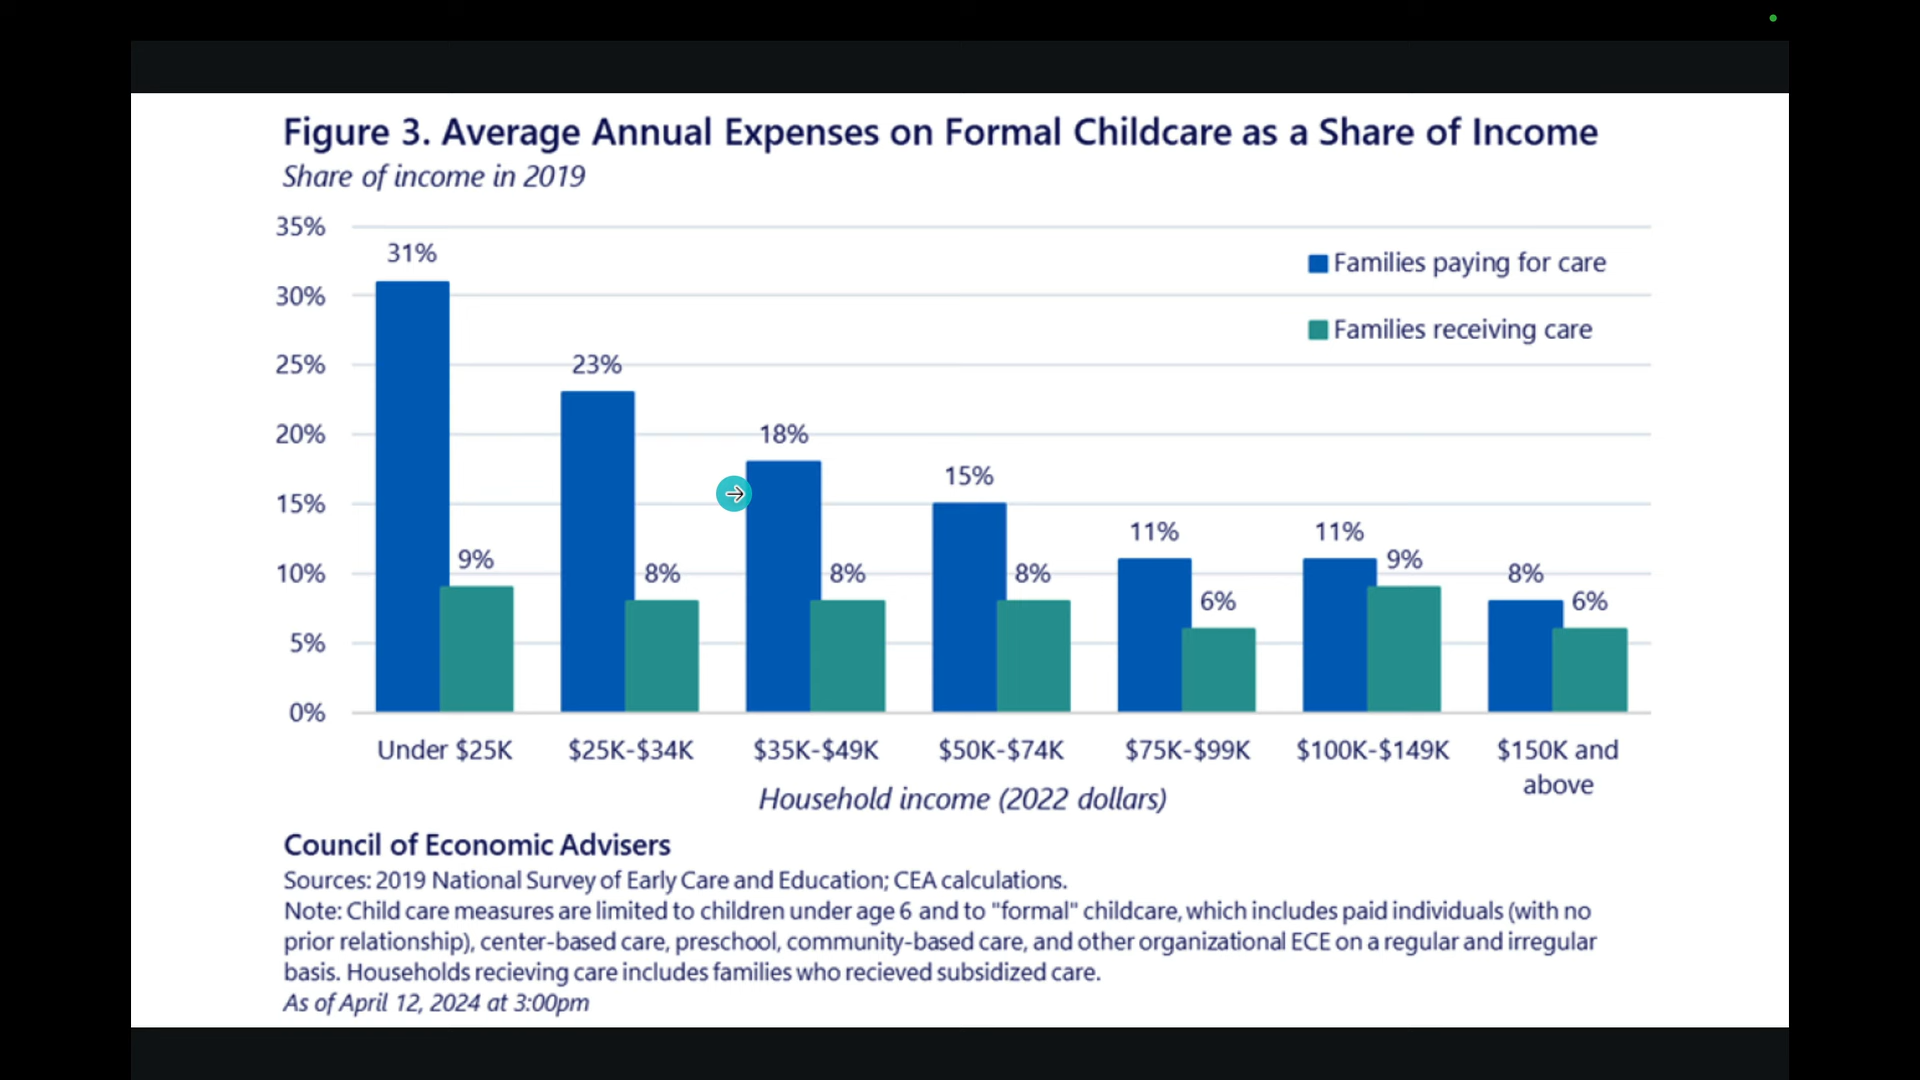 Figure 3. Average Annual Expenses on Formal Childcare as a Share of Income
Share of income in 2019
35%
30%
25%
20%
15%
10%
5%
0%
31%
9%
23%
8%
18%
8%
15%
8%
11%
6%
11%
9%
8%
6%
Families paying for care
Families receiving care
Under $25K
$25K-$34K
$35K-$49K
$50K-$74K
$75K-$99K
$100K-$149K
$150K and
above
Household income (2022 dollars)
Council of Economic Advisers
Sources: 2019 National Survey of Early Care and Education; CEA calculations.
Note: Child care measures are limited to children under age 6 and to "formal" childcare, which includes paid individuals (with no
prior relationship), center-based care, preschool, community-based care, and other organizational ECE on a regular and irregular
basis. Households recieving care includes families who recieved subsidized care.
As of April 12, 2024 at 3:00pm